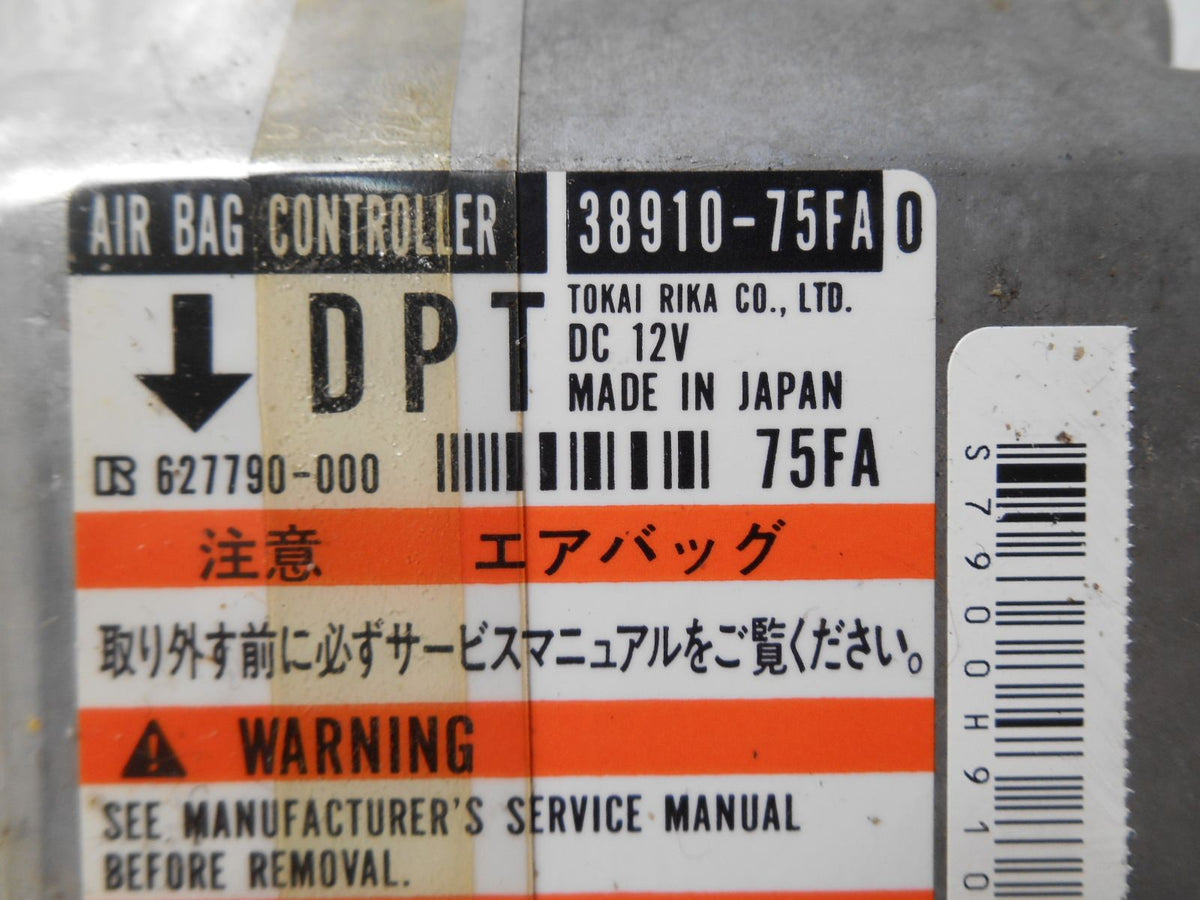 AIR BAG CONTROLLER 38910-75FA 0
DPT
TOKAI RIKA CO., LTD.
DC 12V
MADE IN JAPAN
627790-000
75FA
注意 エアバッグ
取り外す前に必ずサービスマニュアルをご覧ください。
WARNING
SEE MANUFACTURER'S SERVICE MANUAL
BEFORE REMOVAL.
S7900H910